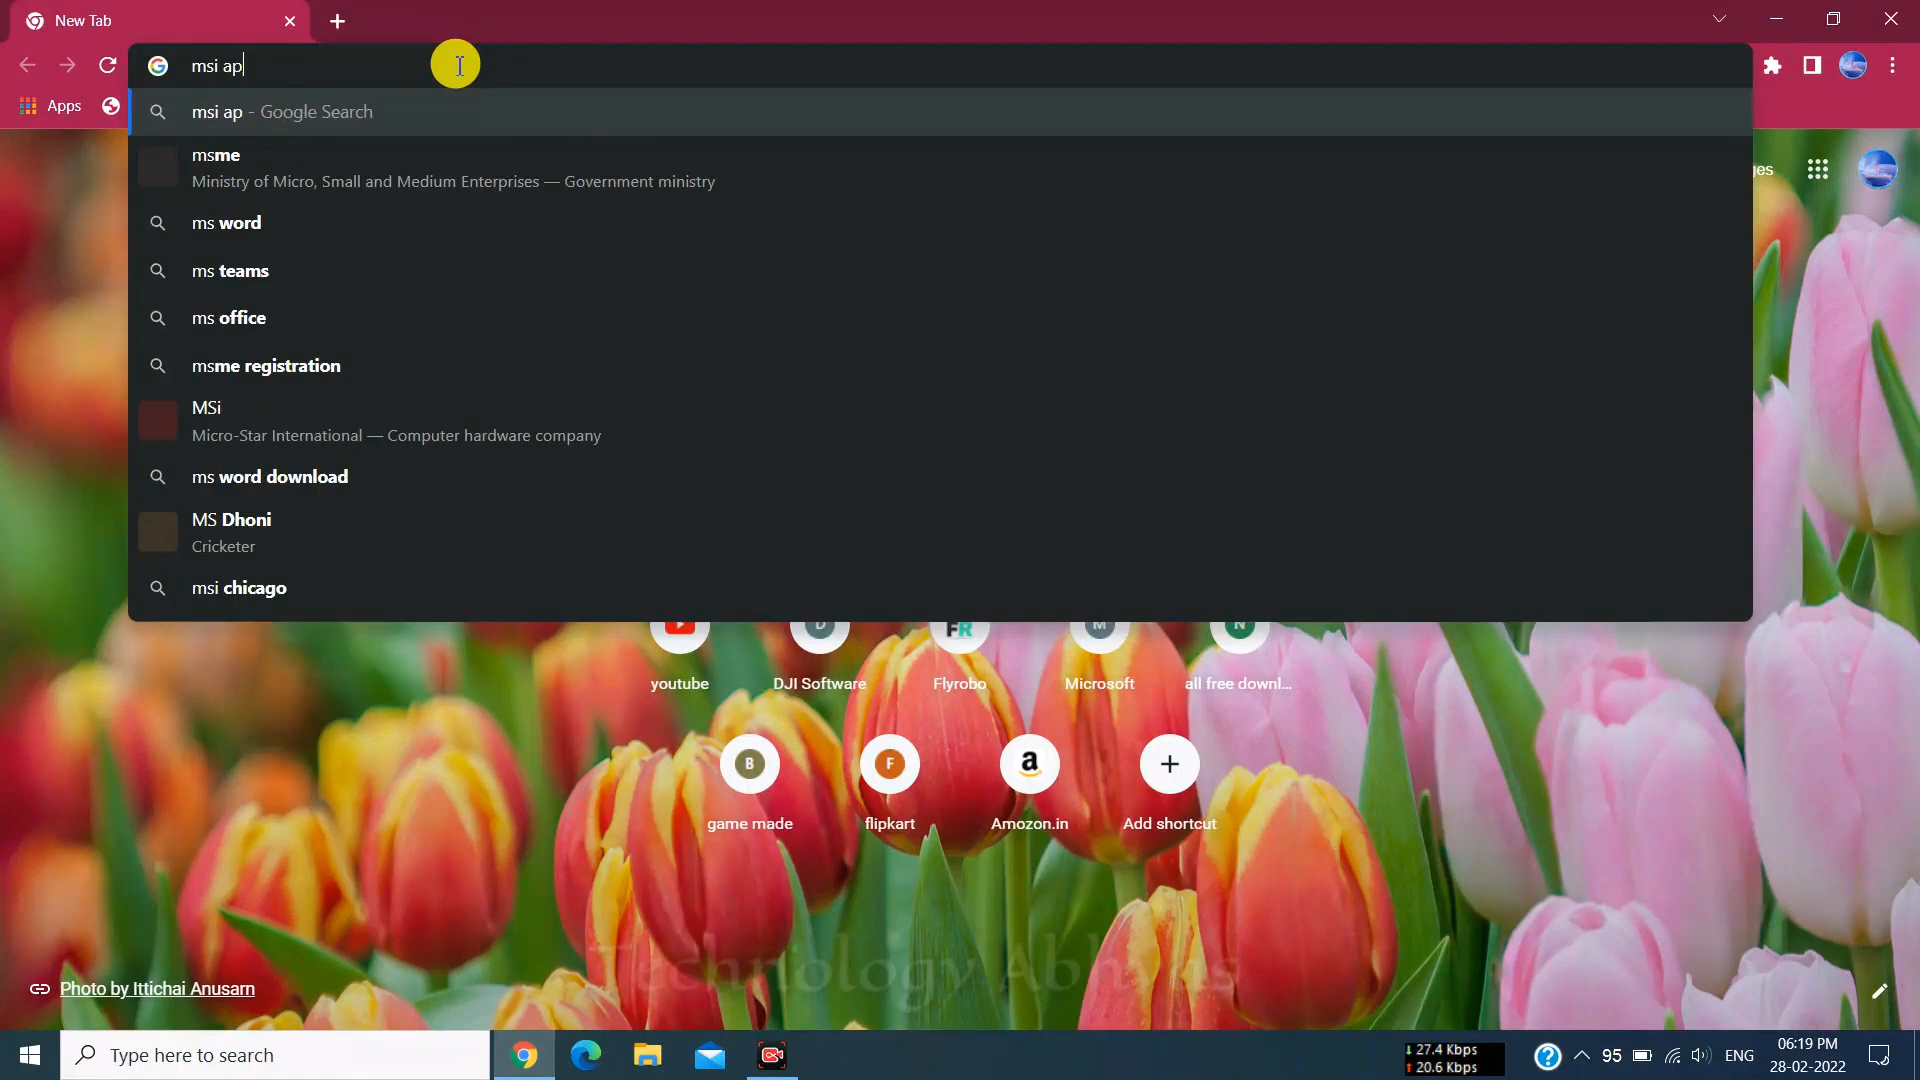 New Tab
msi ap
Apps
msi ap - Google Search
msme
Ministry of Micro, Small and Medium Enterprises — Government ministry
ges
ms word
ms teams
ms office
msme registration
MSi
Micro-Star International — Computer hardware company
ms word download
MS Dhoni
Cricketer
msi chicago
D
FR
M
N
youtube
DJI Software
Flyrobo
Microsoft
all free downl...
B
F
a
game made
flipkart
Amozon.in
Add shortcut
Technology
Photo by Ittichai Anusarn
Type here to search
27.4 Kbps
20.6 Kbps
95
ENG
06:19 PM
28-02-2022